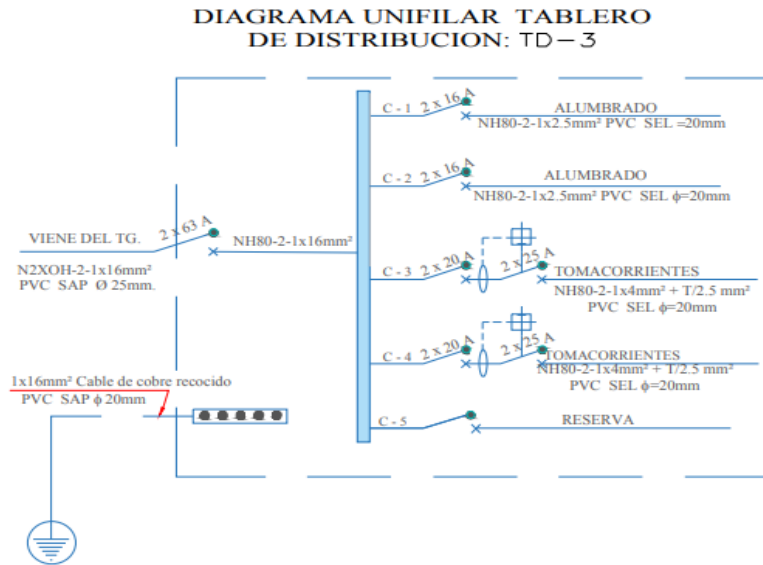 DIAGRAMA UNIFILAR TABLERO
DE DISTRIBUCION: TD-3
C-1 2 x 16 A ALUMBRADO
NH80-2-1x2.5mm² PVC SEL =20mm
C-2 2 x 16 A ALUMBRADO
NH80-2-1x2.5mm² PVC SEL ϕ=20mm
VIENE DEL TG. 2 x 63 A NH80-2-1x16mm²
N2XOH-2-1x16mm²
PVC SAP Ø 25mm.
C-3 2 x 20 A 2 x 25 A TOMACORRIENTES
NH80-2-1x4mm² + T/2.5 mm²
PVC SEL ϕ=20mm
C-4 2 x 20 A 2 x 25 A TOMACORRIENTES
NH80-2-1x4mm² + T/2.5 mm²
PVC SEL ϕ=20mm
1x16mm² Cable de cobre recocido
PVC SAP ϕ 20mm
C-5 RESERVA